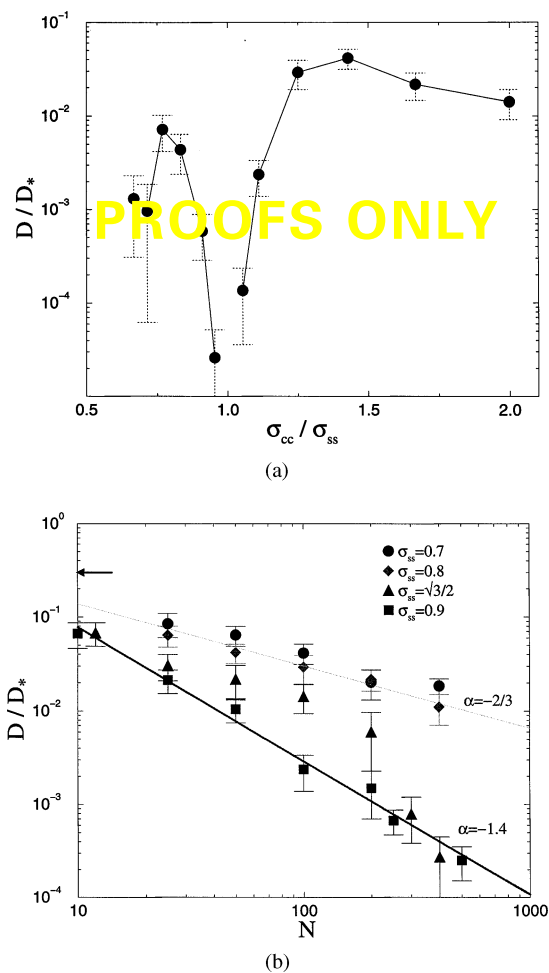 10⁻¹
10⁻²
10⁻³
10⁻⁴
D / D*
PROOFS ONLY
0.5 1.0 1.5 2.0
σcc / σss
(a)
10⁰
10⁻¹
10⁻²
10⁻³
10⁻⁴
D / D*
σss=0.7
σss=0.8
σss=√3/2
σss=0.9
α=−2/3
α=−1.4
10 100 1000
N
(b)